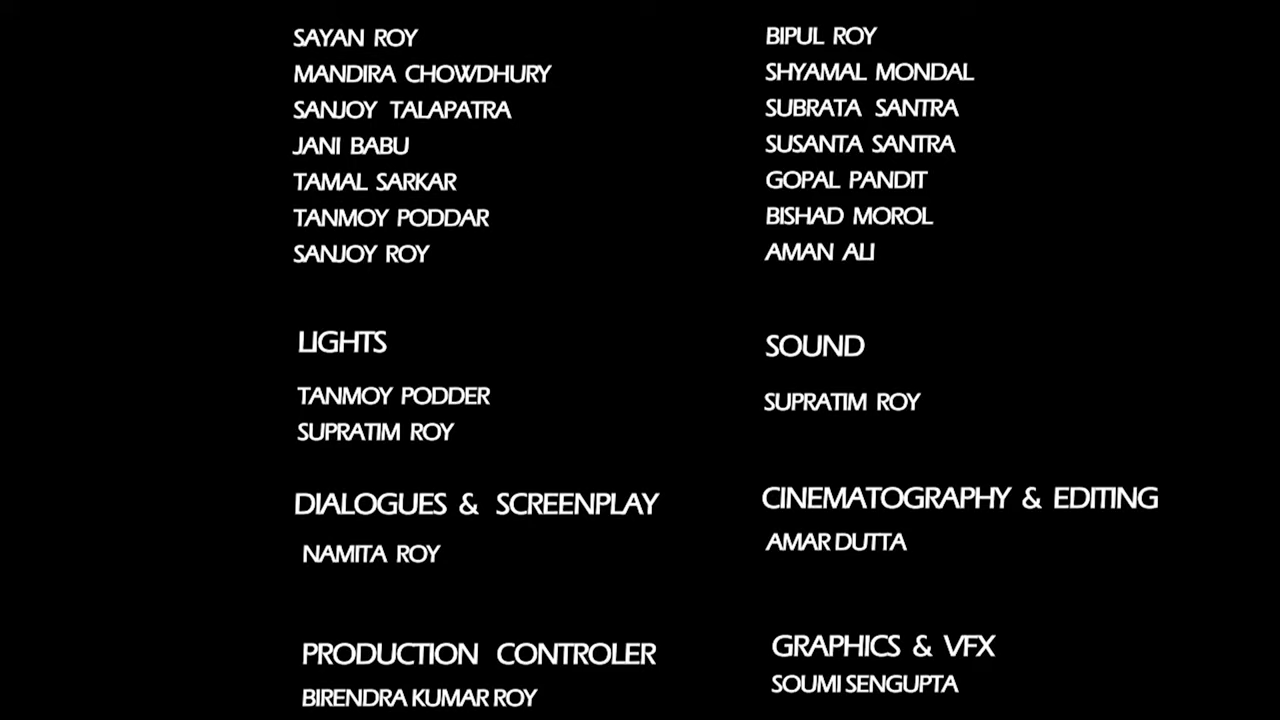 SAYAN ROY
MANDIRA CHOWDHURY
SANJOY TALAPATRA
JANI BABU
TAMAL SARKAR
TANMOY PODDAR
SANJOY ROY
BIPUL ROY
SHYAMAL MONDAL
SUBRATA SANTRA
SUSANTA SANTRA
GOPAL PANDIT
BISHAD MOROL
AMAN ALI
LIGHTS
TANMOY PODDER
SUPRATIM ROY
SOUND
SUPRATIM ROY
DIALOGUES & SCREENPLAY
NAMITA ROY
CINEMATOGRAPHY & EDITING
AMAR DUTTA
PRODUCTION CONTROLER
BIRENDRA KUMAR ROY
GRAPHICS & VFX
SOUMI SENGUPTA